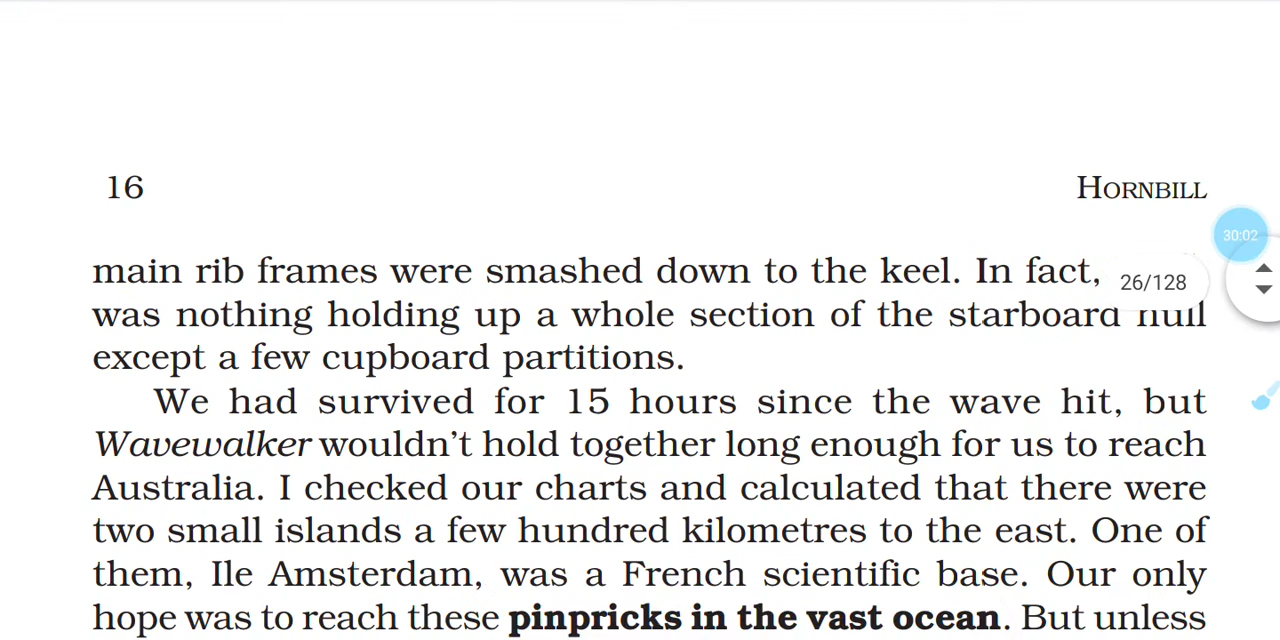 16 HORNBILL
30:02
main rib frames were smashed down to the keel. In fact,
26/128
was nothing holding up a whole section of the starboard hull
except a few cupboard partitions.
We had survived for 15 hours since the wave hit, but
Wavewalker wouldn't hold together long enough for us to reach
Australia. I checked our charts and calculated that there were
two small islands a few hundred kilometres to the east. One of
them, Ile Amsterdam, was a French scientific base. Our only
hope was to reach these pinpricks in the vast ocean. But unless